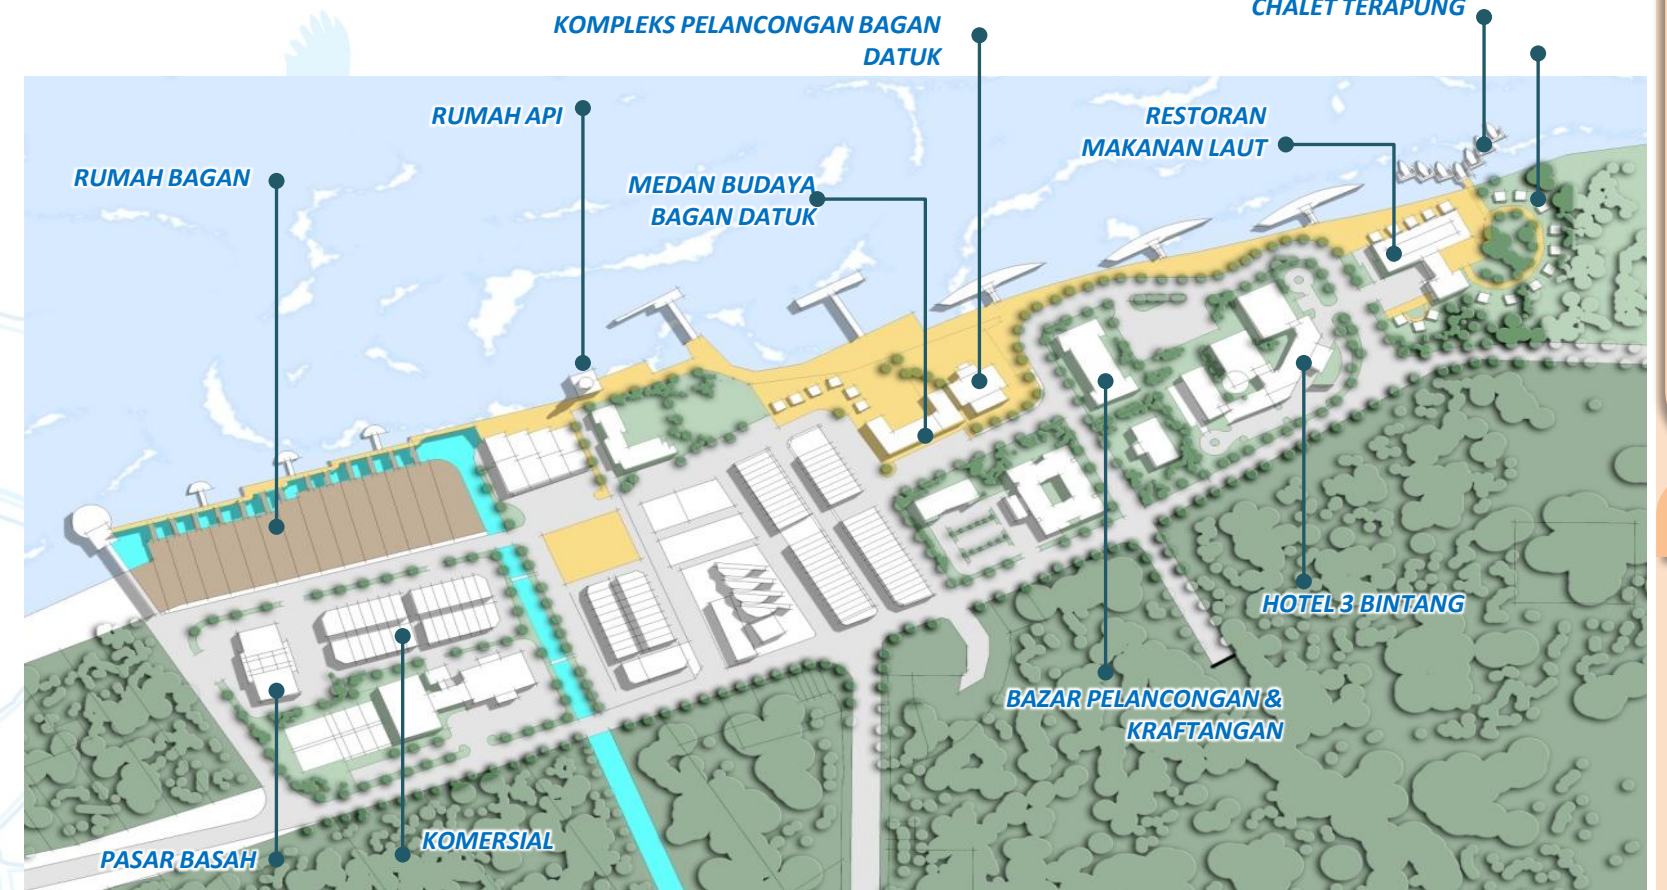 CHALET TERAPUNG
KOMPLEKS PELANCONGAN BAGAN
DATUK
RUMAH API
RESTORAN
MAKANAN LAUT
RUMAH BAGAN
MEDAN BUDAYA
BAGAN DATUK
HOTEL 3 BINTANG
BAZAR PELANCONGAN &
KRAFTANGAN
KOMERSIAL
PASAR BASAH